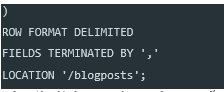 )
ROW FORMAT DELIMITED
FIELDS TERMINATED BY ','
LOCATION '/blogposts';